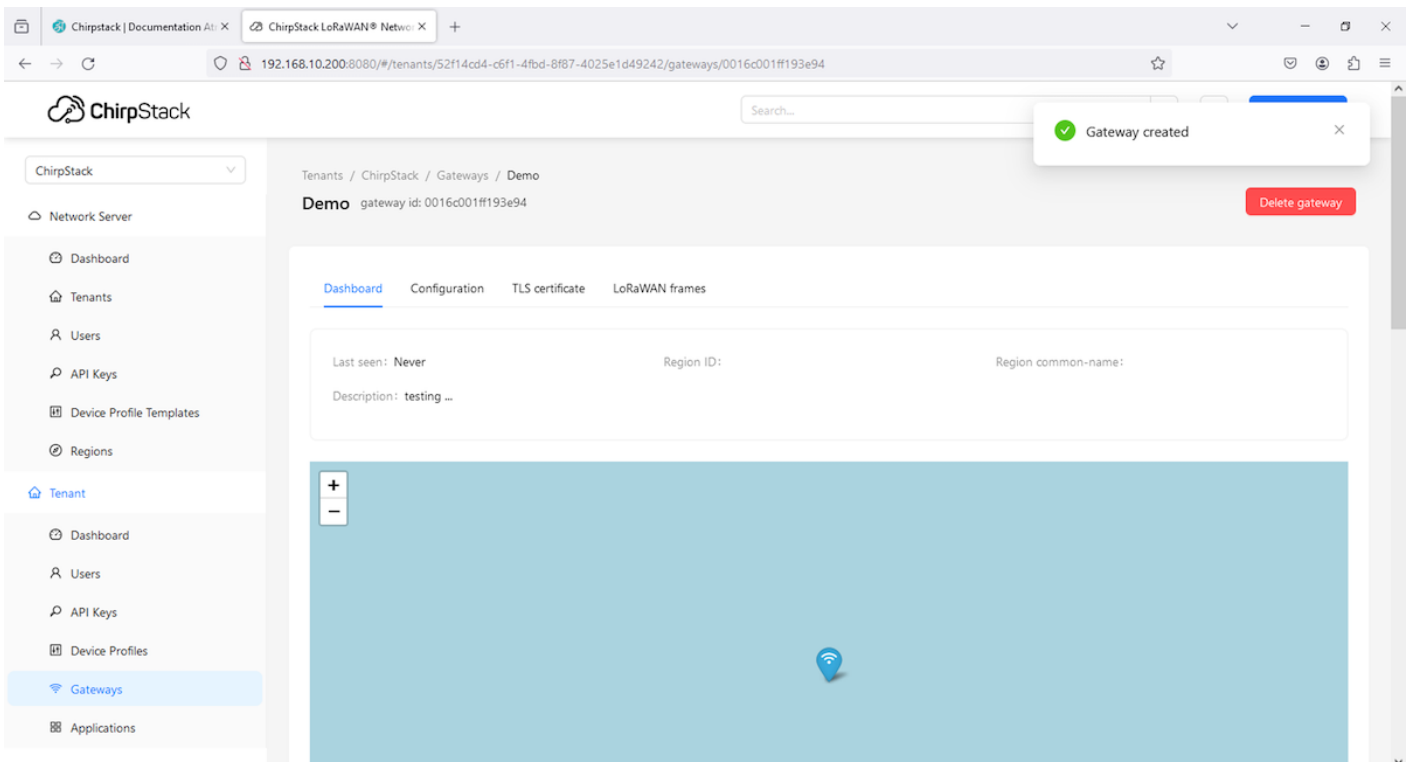 Chirpstack | Documentation Ati
ChirpStack LoRaWAN® Networ
192.168.10.200:8080/#/tenants/52f14cd4-c6f1-4fbd-8f87-4025e1d49242/gateways/0016c001ff193e94
ChirpStack
Search...
Gateway created
ChirpStack
Tenants / ChirpStack / Gateways / Demo
Demo gateway id: 0016c001ff193e94
Delete gateway
Network Server
Dashboard
Tenants
Users
API Keys
Device Profile Templates
Regions
Tenant
Dashboard
Users
API Keys
Device Profiles
Gateways
Applications
Dashboard Configuration TLS certificate LoRaWAN frames
Last seen: Never Region ID: Region common-name:
Description: testing ...
+
−